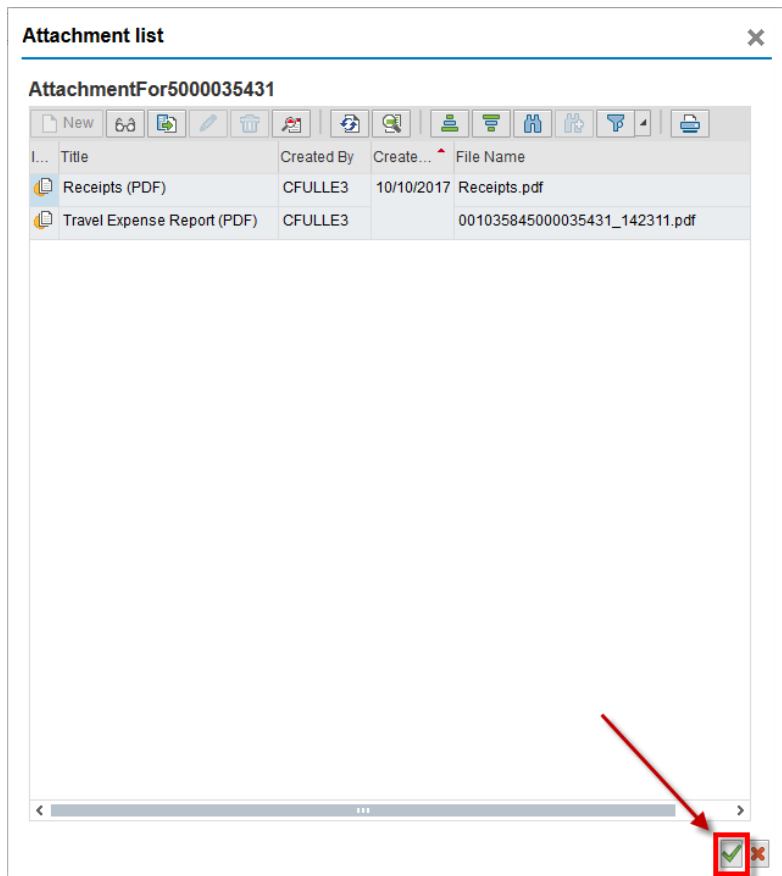 Attachment list
AttachmentFor5000035431
New
I... Title Created By Create... File Name
Receipts (PDF) CFULLE3 10/10/2017 Receipts.pdf
Travel Expense Report (PDF) CFULLE3 001035845000035431_142311.pdf